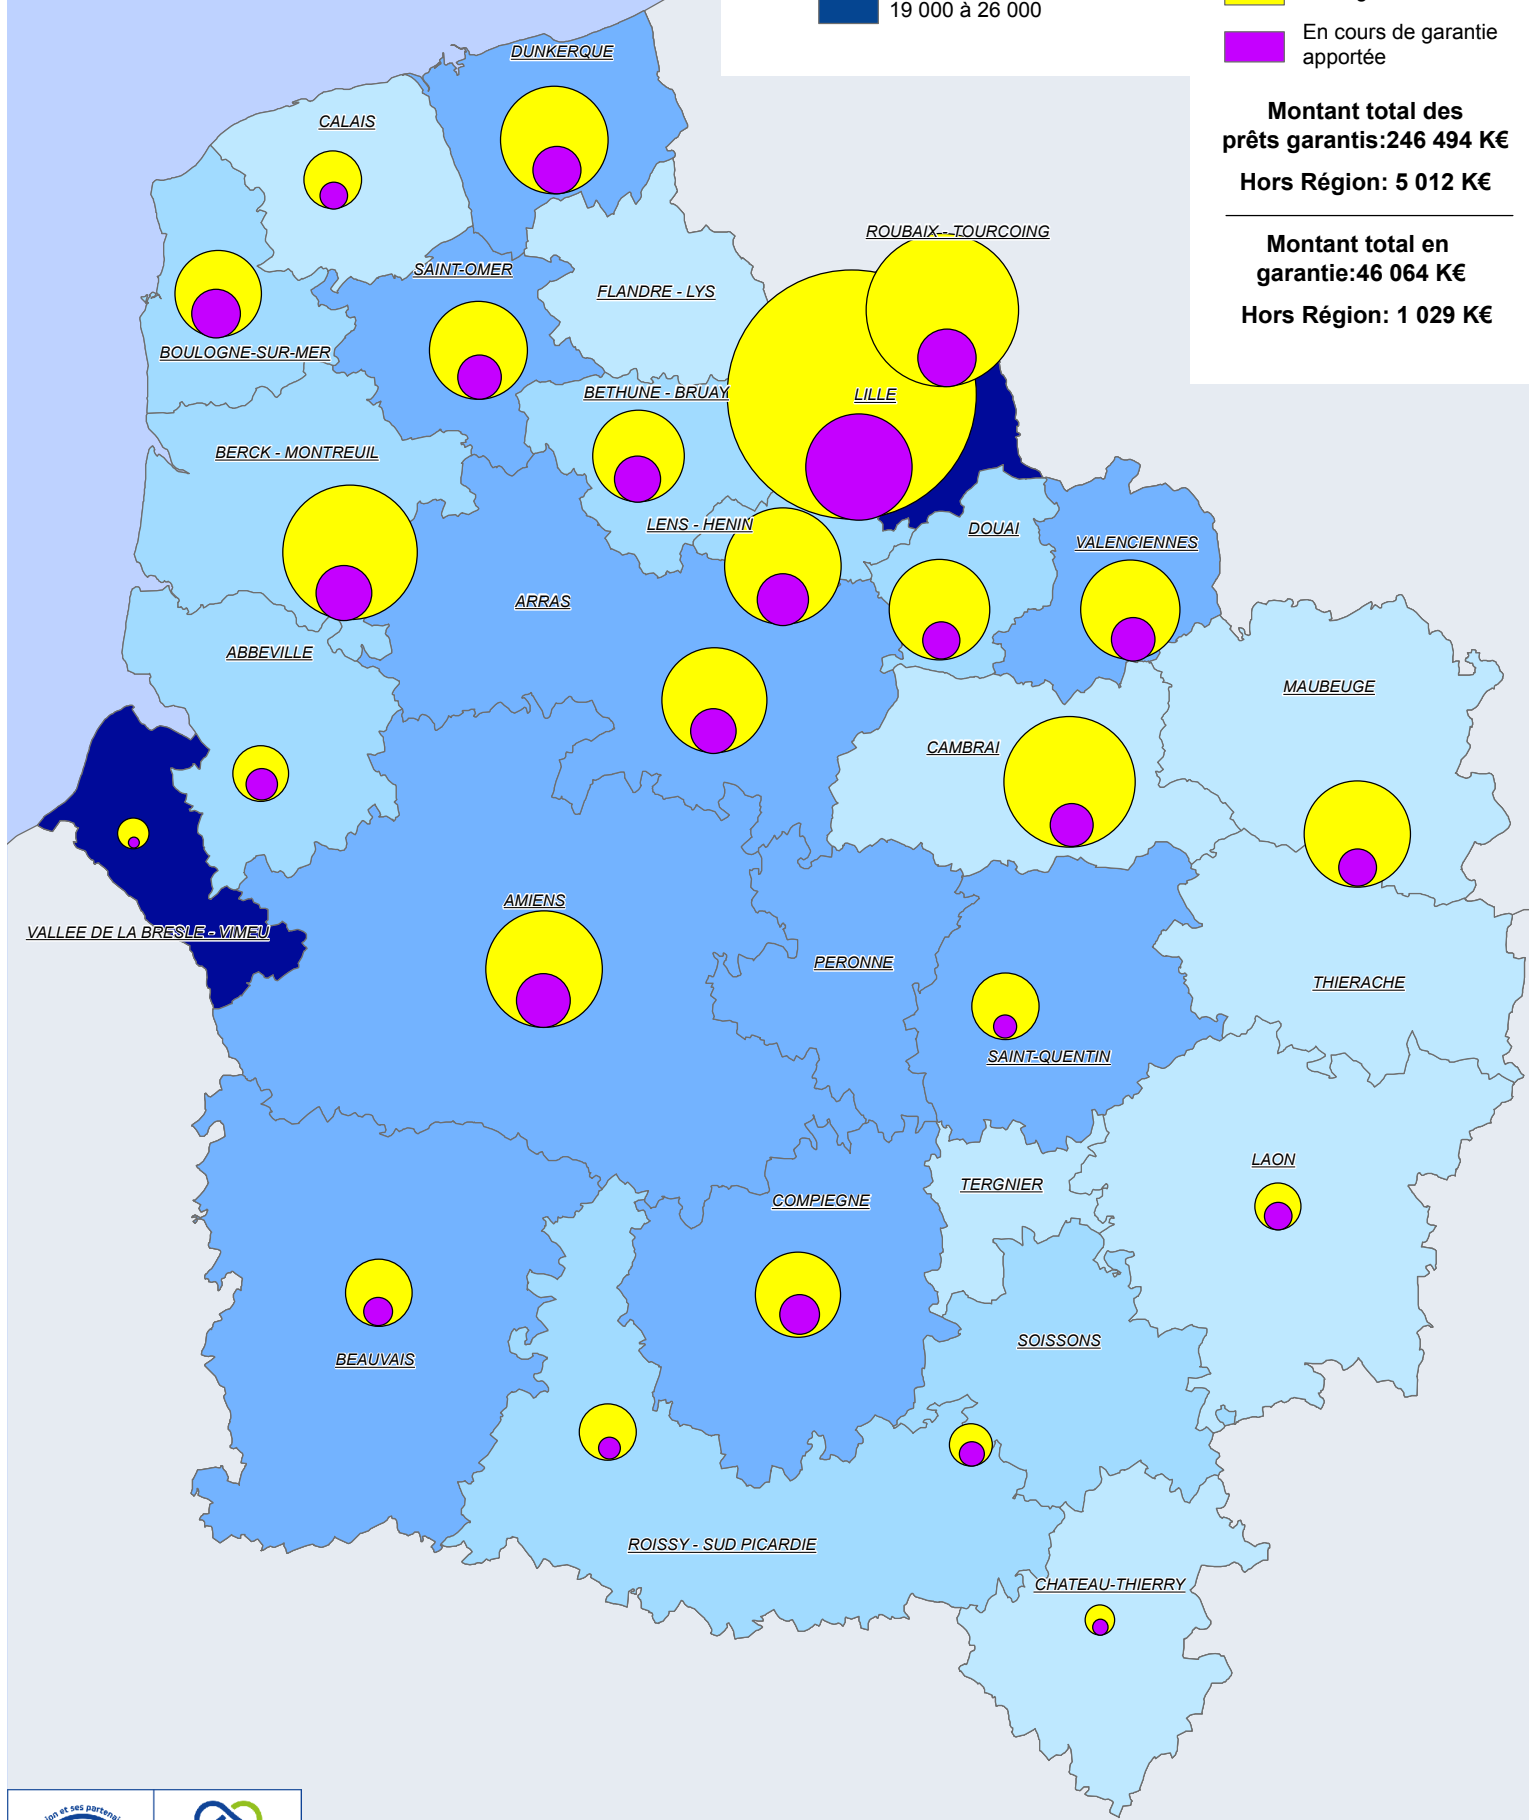 19 000 à 26 000
En cours de garantie
apportée
Montant total des
prêts garantis:246 494 K€
Hors Région: 5 012 K€
Montant total en
garantie:46 064 K€
Hors Région: 1 029 K€
DUNKERQUE
CALAIS
ROUBAIX - TOURCOING
SAINT-OMER
FLANDRE - LYS
BOULOGNE-SUR-MER
BETHUNE - BRUAY
LILLE
BERCK - MONTREUIL
LENS - HENIN
DOUAI
VALENCIENNES
ARRAS
ABBEVILLE
MAUBEUGE
CAMBRAI
AMIENS
VALLEE DE LA BRESLE - VIMEU
PERONNE
THIERACHE
SAINT-QUENTIN
LAON
TERGNIER
COMPIEGNE
SOISSONS
BEAUVAIS
ROISSY - SUD PICARDIE
CHATEAU-THIERRY
et ses